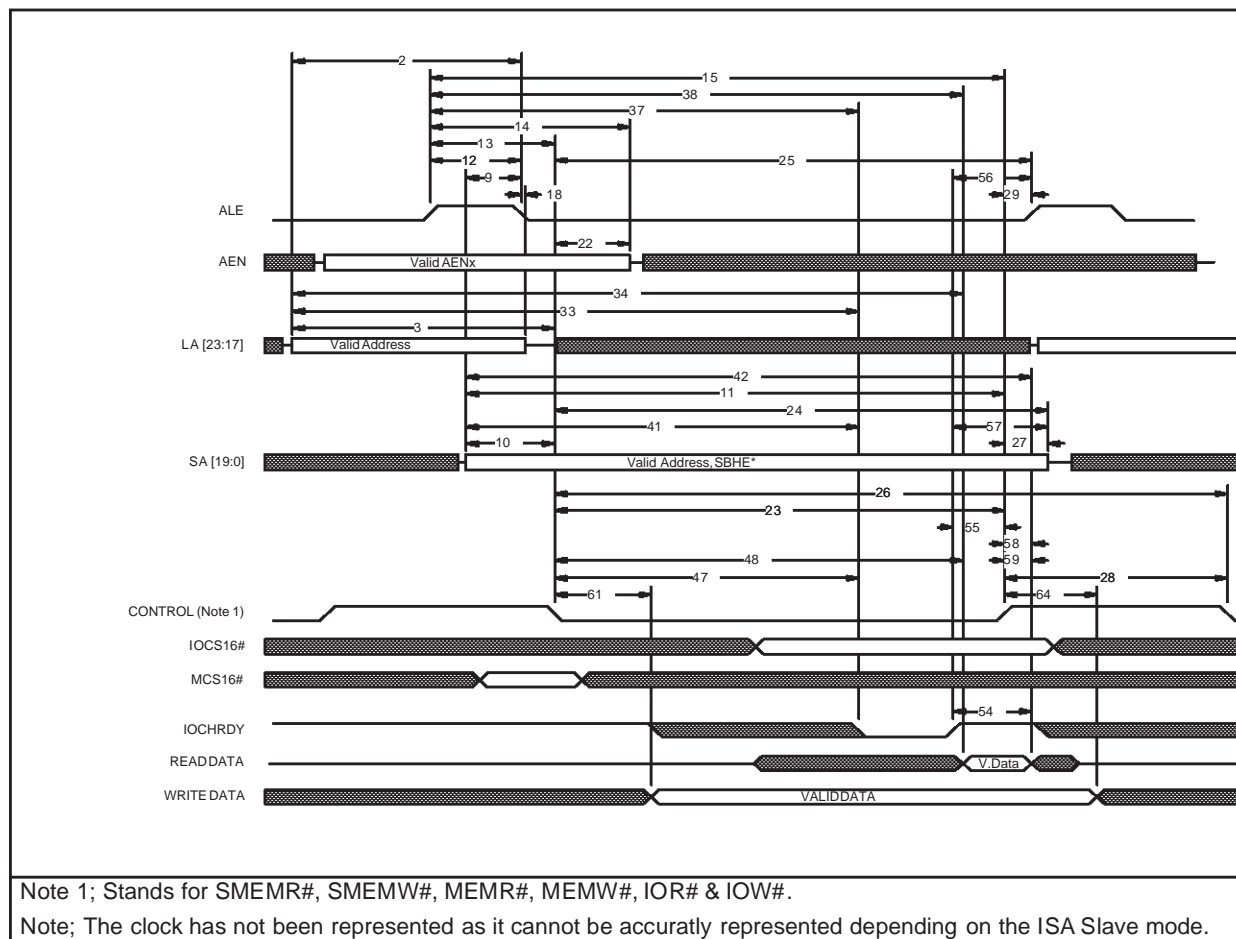 2
15
38
37
14
13
12 25
9 56
18 29
ALE
22
AEN Valid AENx
34
33
3
LA [23:17] Valid Address
42
11
24
41 57
10 27
SA [19:0] Valid Address, SBHE*
26
23
55
58
48 59
47 28
61 64
CONTROL (Note 1)
IOCS16#
MCS16#
54
IOCHRDY
READ DATA V.Data
WRITE DATA VALID DATA
Note 1; Stands for SMEMR#, SMEMW#, MEMR#, MEMW#, IOR# & IOW#.
Note; The clock has not been represented as it cannot be accuratly represented depending on the ISA Slave mode.